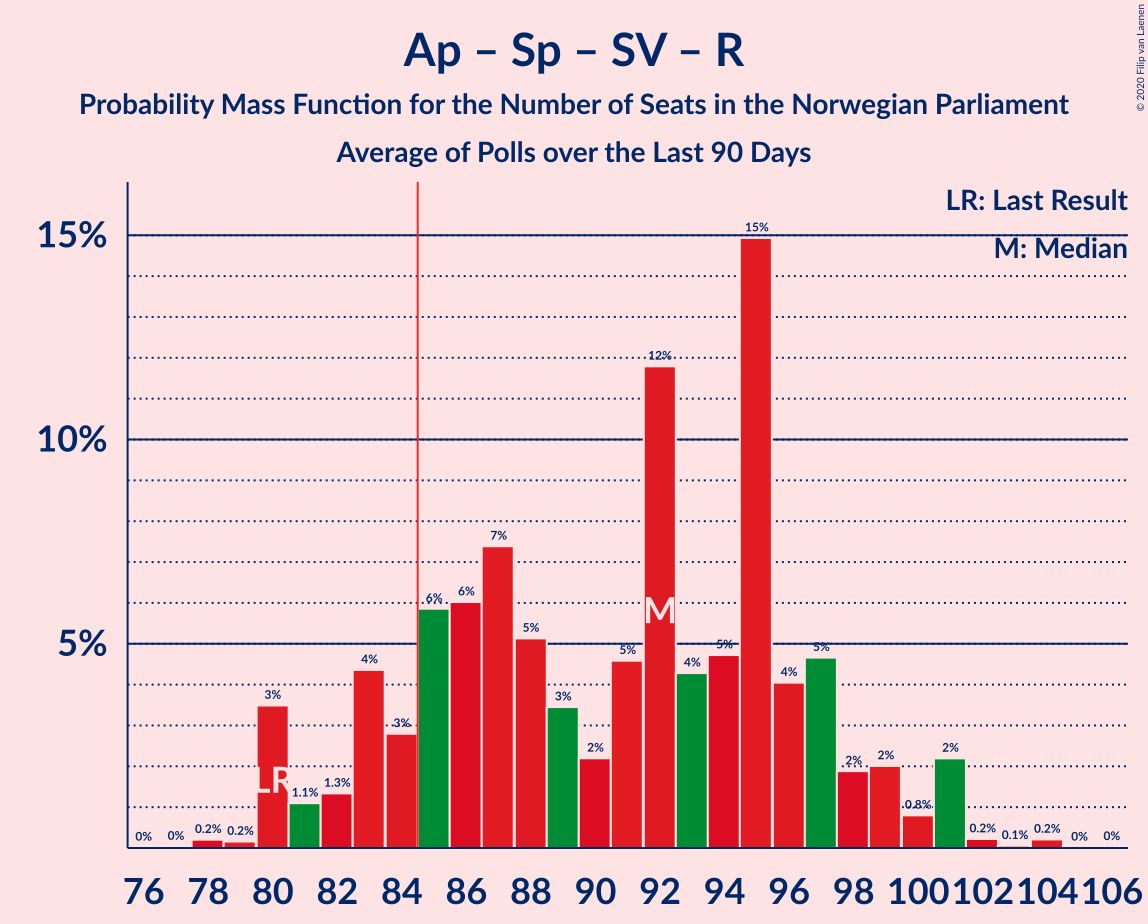 Ap – Sp – SV – R
Probability Mass Function for the Number of Seats in the Norwegian Parliament
Average of Polls over the Last 90 Days
© 2020 Filip van Laenen
LR: Last Result
M: Median
15%
10%
5%
0% 0% 0.2% 0.2% 3% 1.1% 1.3% 4% 3% 6% 6% 7% 5% 3% 2% 5% 12% 4% 5% 15% 4% 5% 2% 2% 0.8% 2% 0.2% 0.1% 0.2% 0% 0%
LR M
76 78 80 82 84 86 88 90 92 94 96 98 100 102 104 106